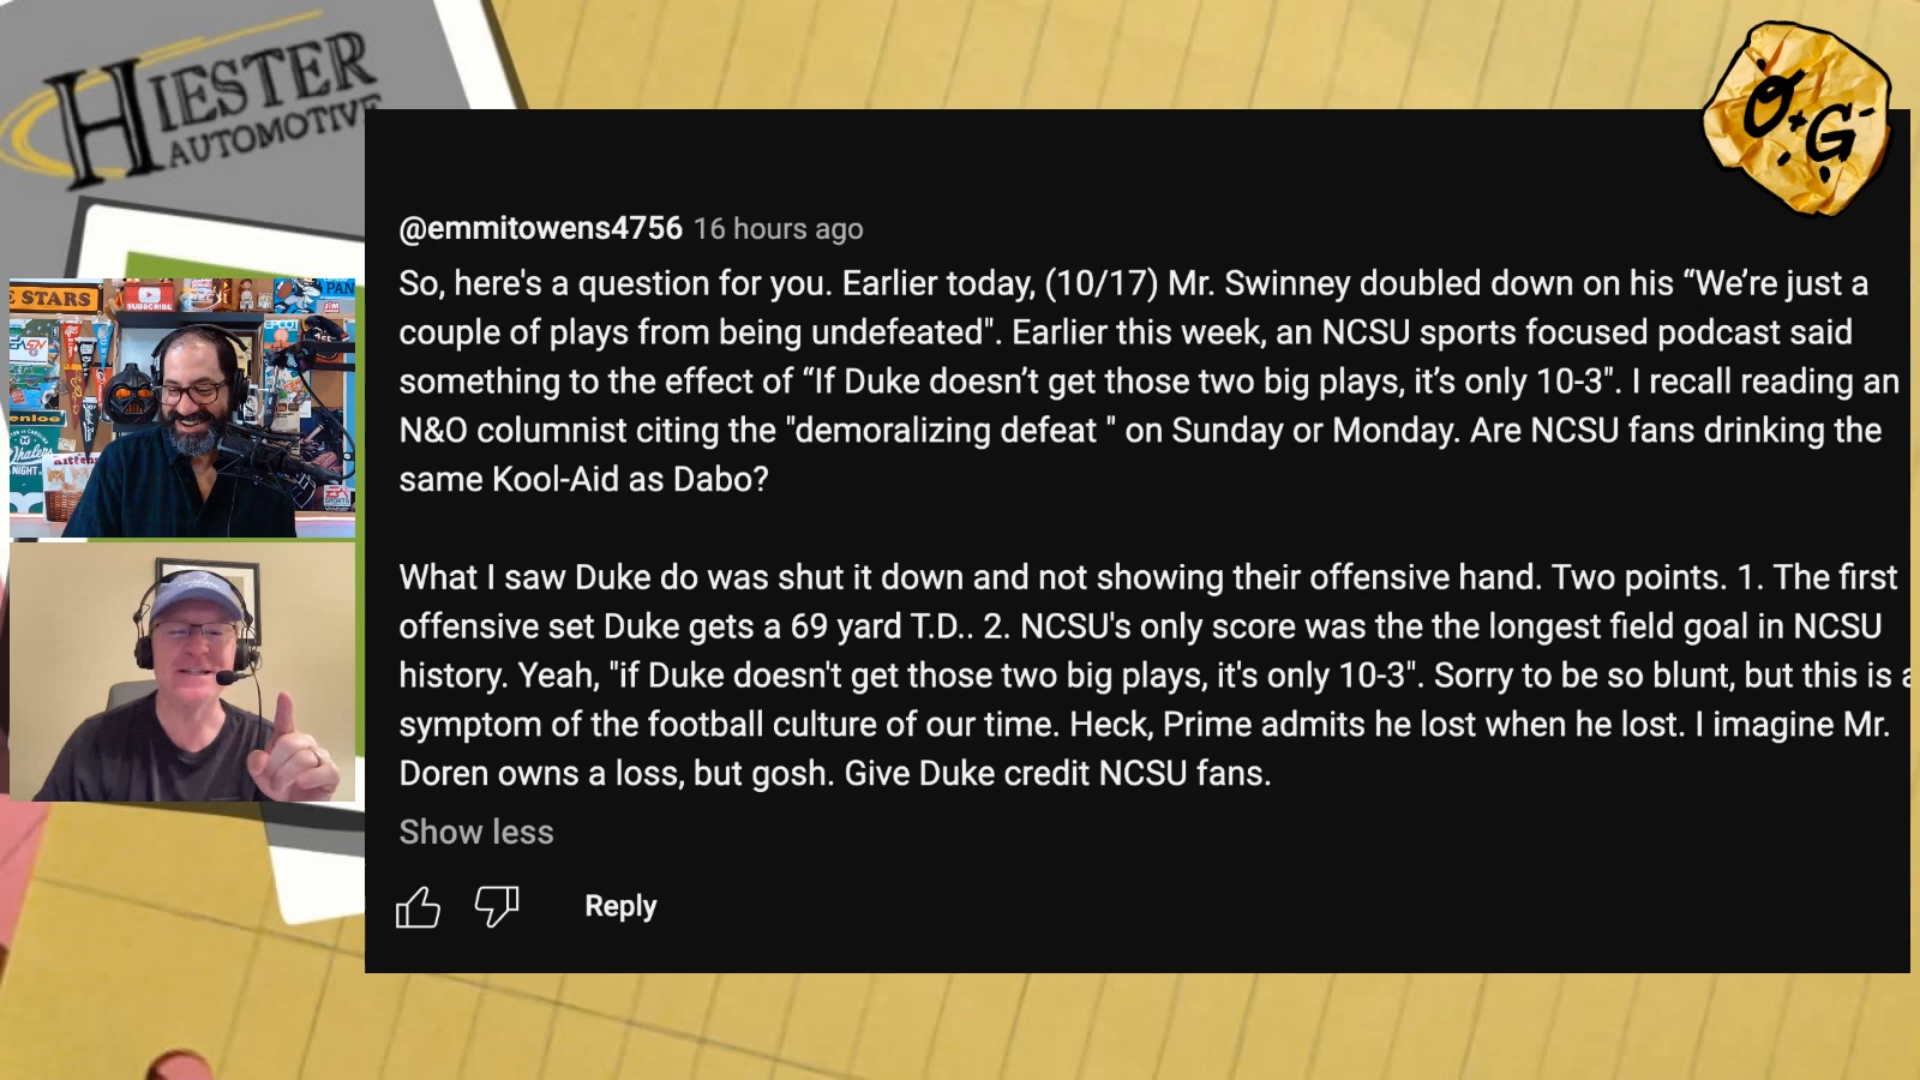 HIESTER
AUTOMOTIVE
O+G
@emmitowens4756 16 hours ago
So, here's a question for you. Earlier today, (10/17) Mr. Swinney doubled down on his “We’re just a
couple of plays from being undefeated". Earlier this week, an NCSU sports focused podcast said
something to the effect of “If Duke doesn’t get those two big plays, it’s only 10-3". I recall reading an
N&O columnist citing the "demoralizing defeat " on Sunday or Monday. Are NCSU fans drinking the
same Kool-Aid as Dabo?
What I saw Duke do was shut it down and not showing their offensive hand. Two points. 1. The first
offensive set Duke gets a 69 yard T.D.. 2. NCSU's only score was the the longest field goal in NCSU
history. Yeah, "if Duke doesn't get those two big plays, it's only 10-3". Sorry to be so blunt, but this is a
symptom of the football culture of our time. Heck, Prime admits he lost when he lost. I imagine Mr.
Doren owns a loss, but gosh. Give Duke credit NCSU fans.
Show less
Reply
E STARS
SUBSCRIBE
PAN
JIM
EPCOT
enloe
Whalers
NIGHT
Kittens
EA
SPORTS